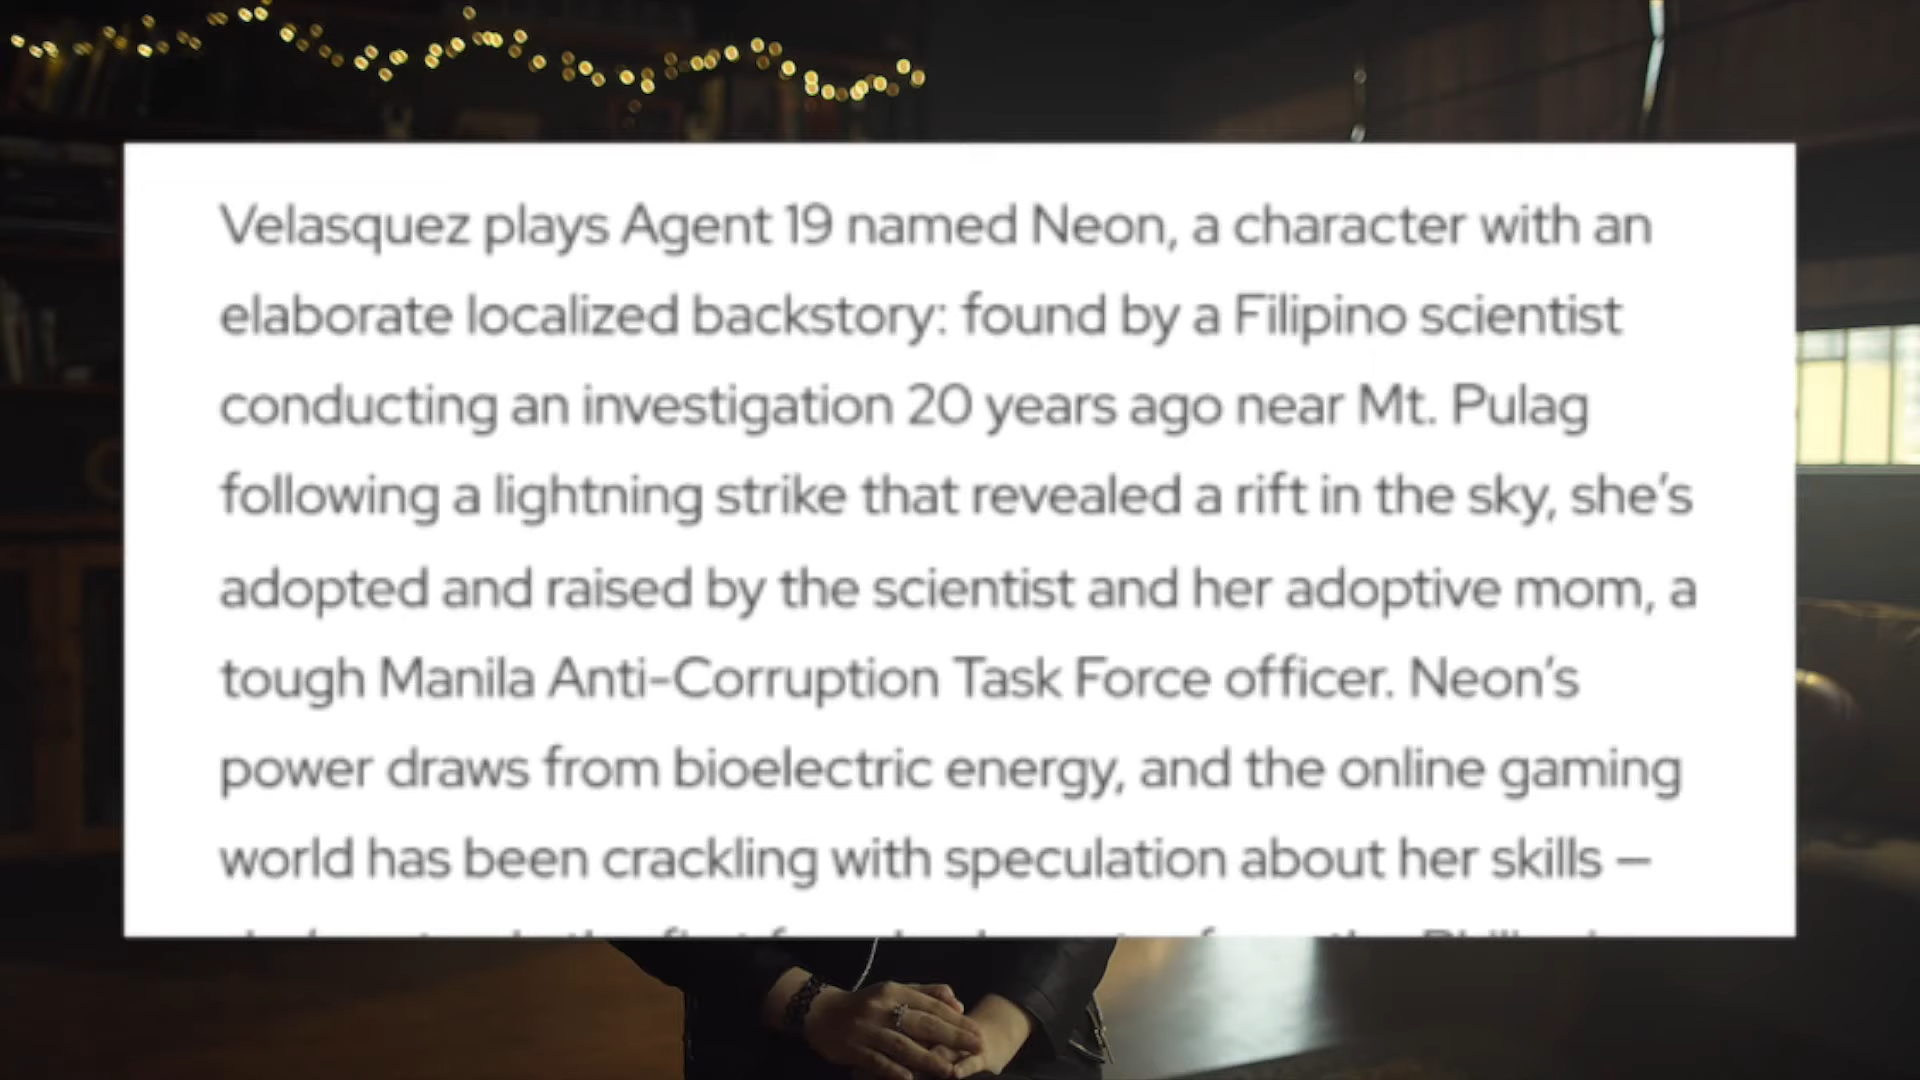 Velasquez plays Agent 19 named Neon, a character with an
elaborate localized backstory: found by a Filipino scientist
conducting an investigation 20 years ago near Mt. Pulag
following a lightning strike that revealed a rift in the sky, she's
adopted and raised by the scientist and her adoptive mom, a
tough Manila Anti-Corruption Task Force officer. Neon's
power draws from bioelectric energy, and the online gaming
world has been crackling with speculation about her skills —